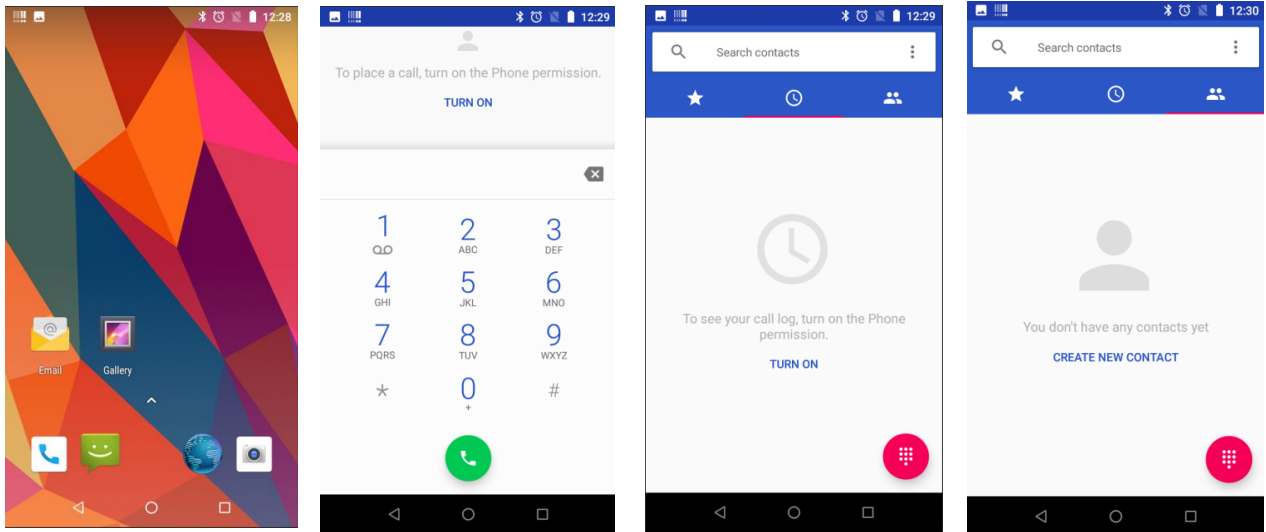 12:28
Email Gallery
12:29
To place a call, turn on the Phone permission.
TURN ON
1 2 3
ABC DEF
4 5 6
GHI JKL MNO
7 8 9
PQRS TUV WXYZ
* 0 #
+
12:29
Search contacts
To see your call log, turn on the Phone
permission.
TURN ON
12:30
Search contacts
You don't have any contacts yet
CREATE NEW CONTACT